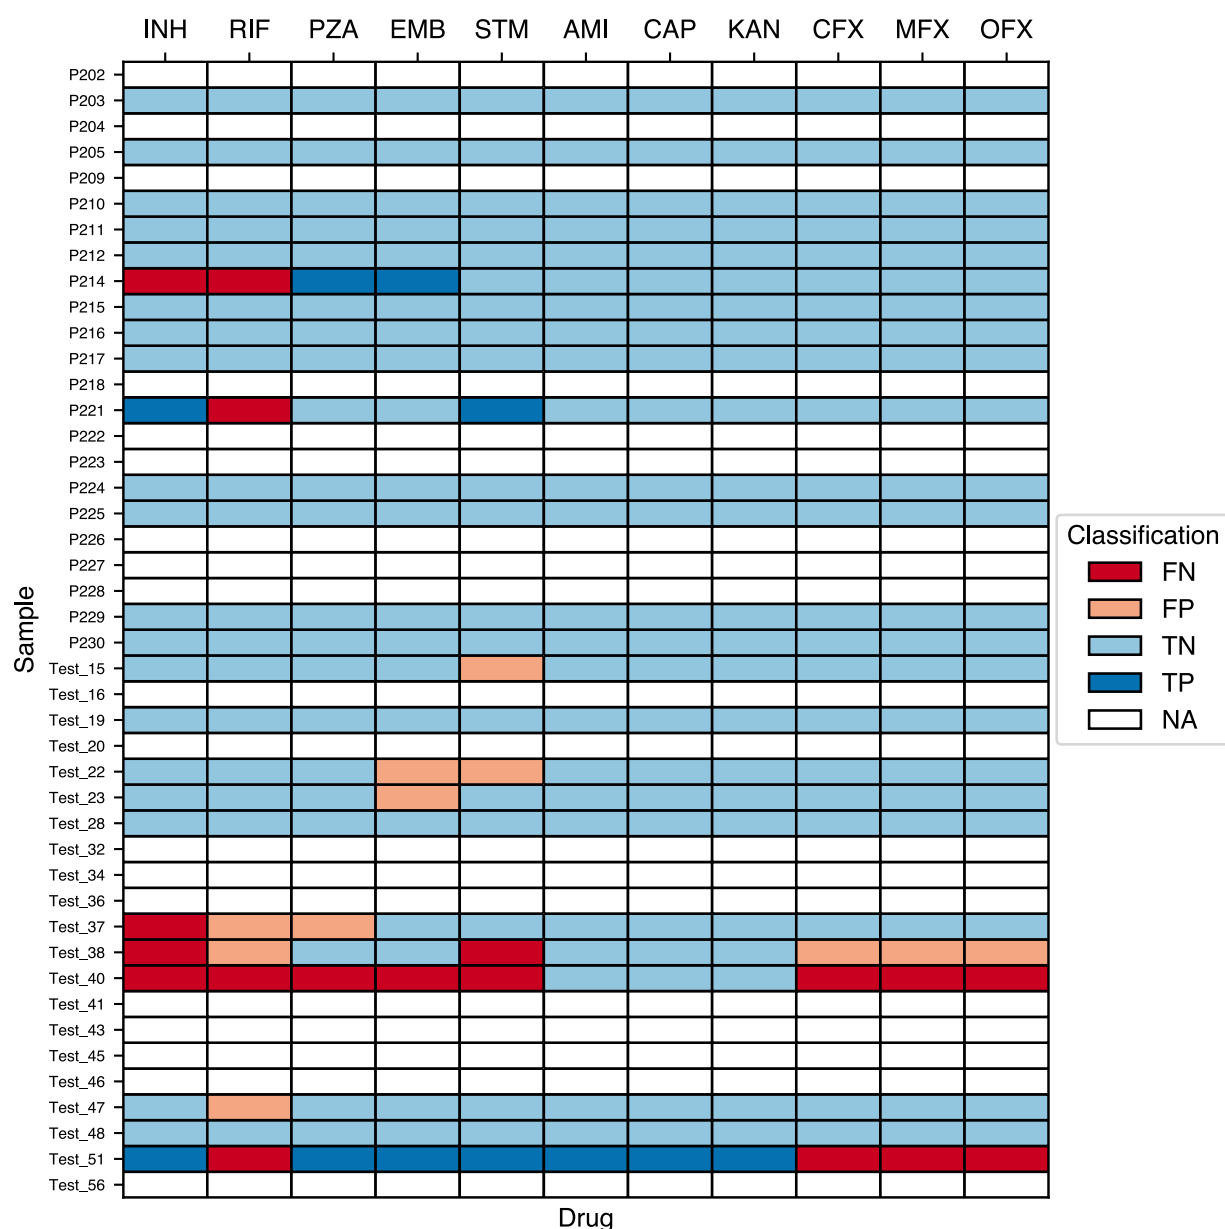 INH RIF PZA EMB STM AMI CAP KAN CFX MFX OFX
P202
P203
P204
P205
P209
P210
P211
P212
P214
P215
P216
P217
P218
P221
P222
P223
P224
P225
P226
P227
P228
P229
P230
Test_15
Test_16
Test_19
Test_20
Test_22
Test_23
Test_28
Test_32
Test_34
Test_36
Test_37
Test_38
Test_40
Test_41
Test_43
Test_45
Test_46
Test_47
Test_48
Test_51
Test_56
Sample
Drug
Classification
FN
FP
TN
TP
NA